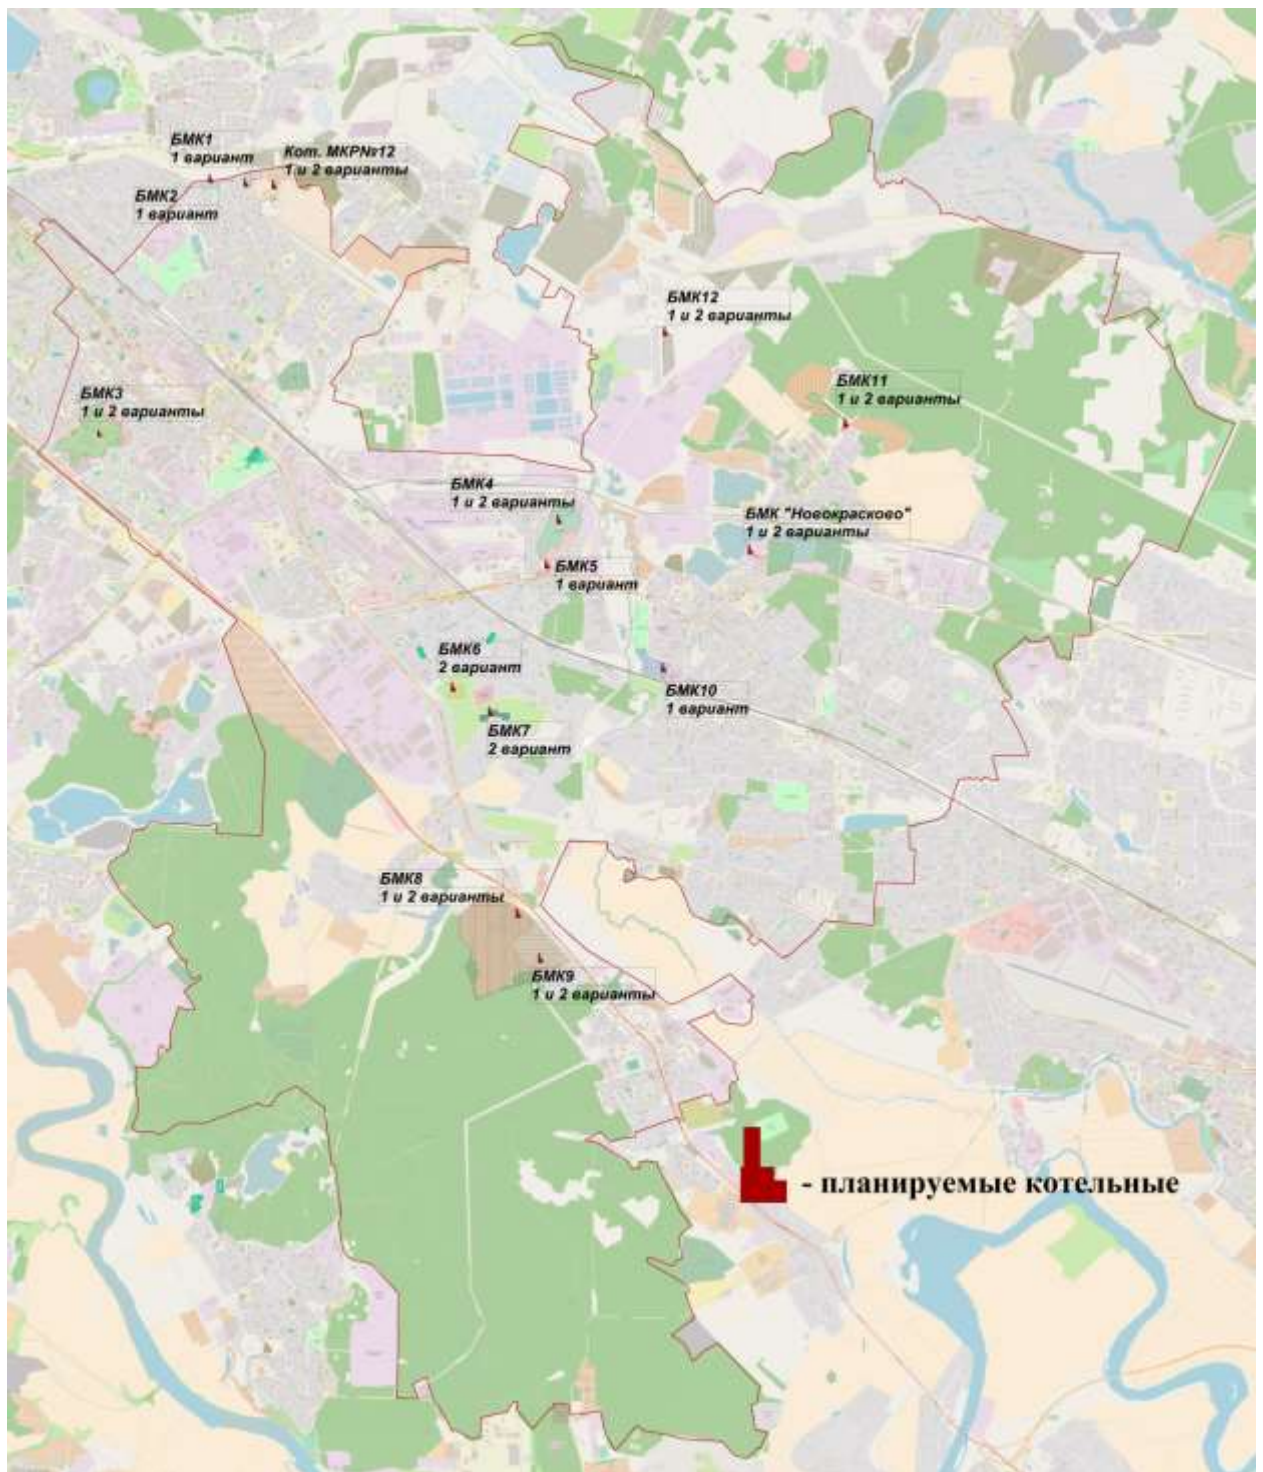 БМК1
1 вариант
Кот. МКР№12
1 и 2 варианты
БМК2
1 вариант
БМК12
1 и 2 варианты
БМК3
1 и 2 варианты
БМК11
1 и 2 варианты
БМК4
1 и 2 варианты
БМК "Новокрасково"
1 и 2 варианты
БМК5
1 вариант
БМК6
2 вариант
БМК10
1 вариант
БМК7
2 вариант
БМК8
1 и 2 варианты
БМК9
1 и 2 варианты
- планируемые котельные